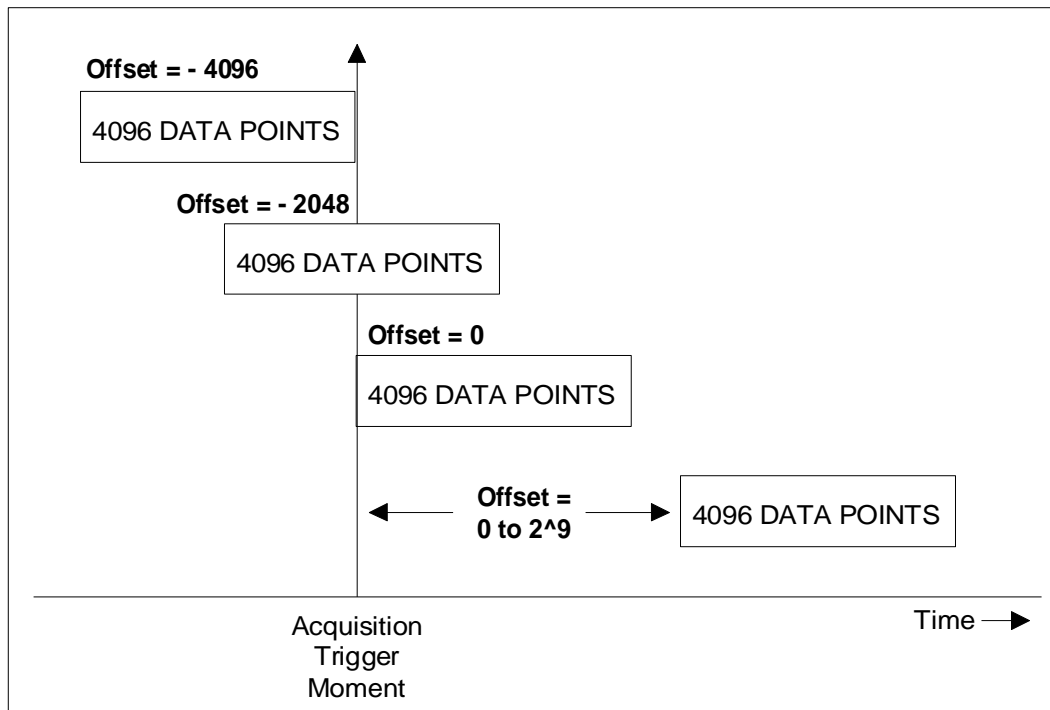 Offset = - 4096
4096 DATA POINTS
Offset = - 2048
4096 DATA POINTS
Offset = 0
4096 DATA POINTS
Offset =
0 to 2^9
4096 DATA POINTS
Time
Acquisition
Trigger
Moment